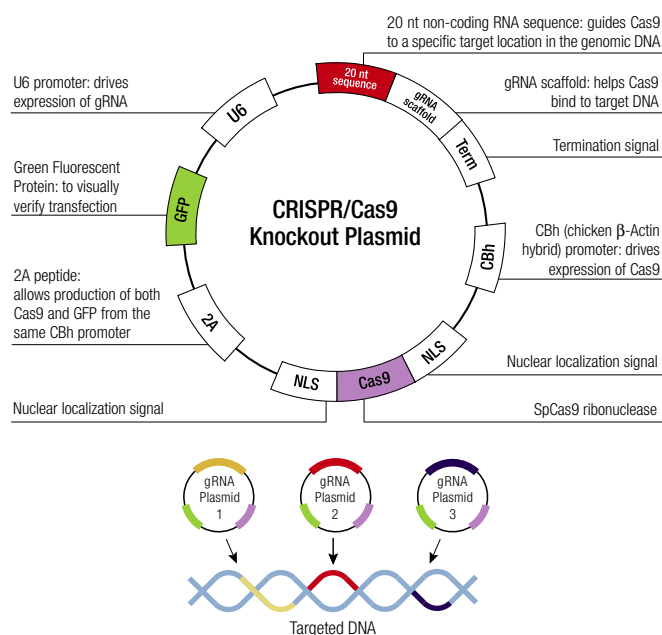 20 nt non-coding RNA sequence: guides Cas9
to a specific target location in the genomic DNA
U6 promoter: drives
expression of gRNA
gRNA scaffold: helps Cas9
bind to target DNA
Termination signal
Green Fluorescent
Protein: to visually
verify transfection
CBh (chicken β-Actin
hybrid) promoter: drives
expression of Cas9
2A peptide:
allows production of both
Cas9 and GFP from the
same CBh promoter
Nuclear localization signal
Nuclear localization signal
SpCas9 ribonuclease
CRISPR/Cas9
Knockout Plasmid
20 nt
sequence
gRNA
scaffold
Term
CBh
NLS
Cas9
NLS
2A
GFP
U6
gRNA
Plasmid
1
gRNA
Plasmid
2
gRNA
Plasmid
3
Targeted DNA